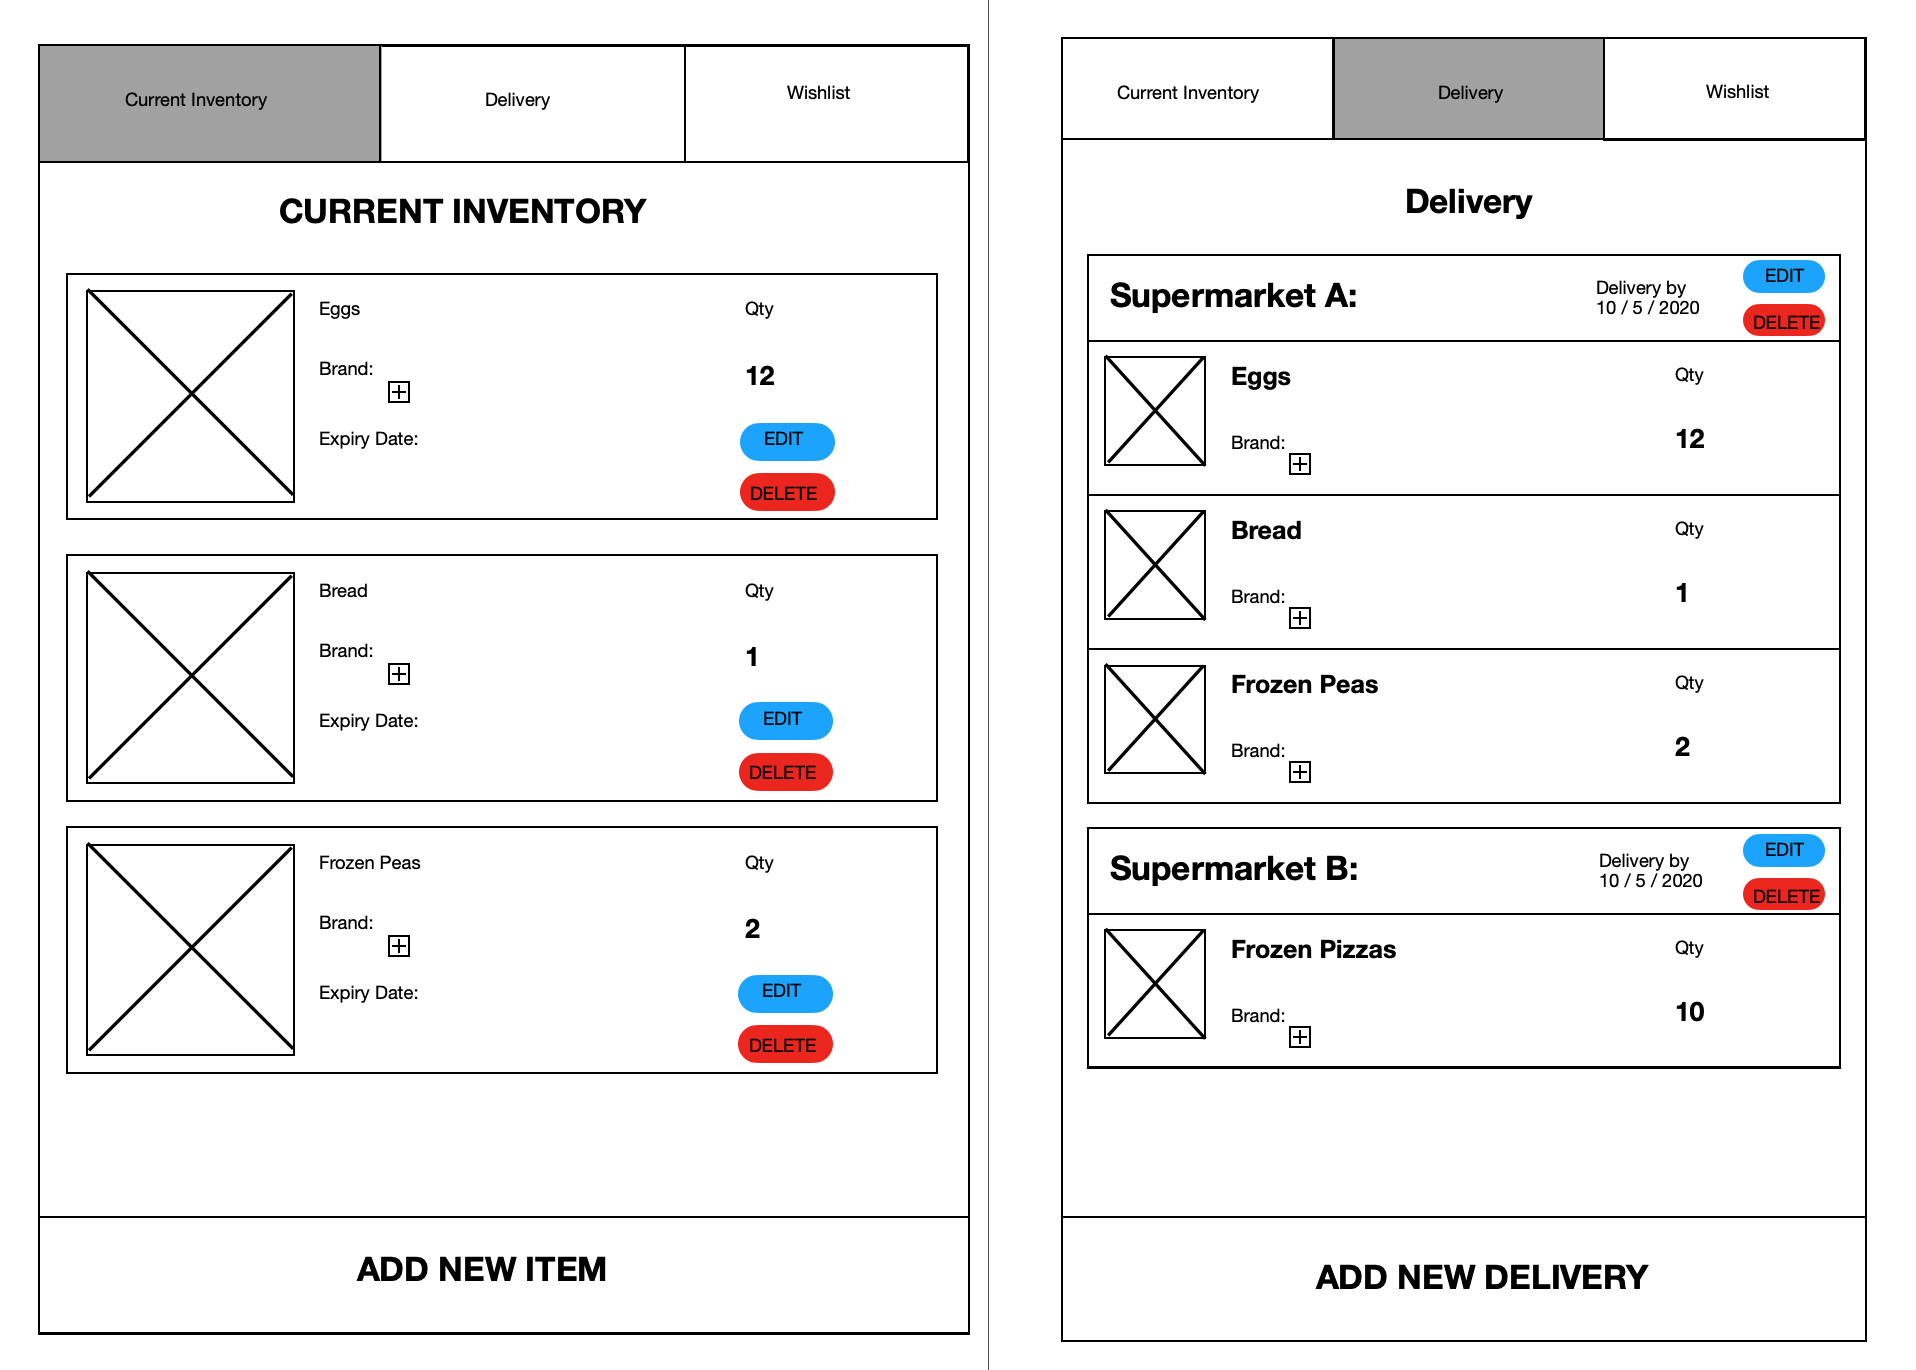 Current Inventory
Delivery
Wishlist
CURRENT INVENTORY
Eggs
Qty
Brand:
12
Expiry Date:
EDIT
DELETE
Bread
Qty
Brand:
1
Expiry Date:
EDIT
DELETE
Frozen Peas
Qty
Brand:
2
Expiry Date:
EDIT
DELETE
ADD NEW ITEM
Current Inventory
Delivery
Wishlist
Delivery
Supermarket A:
Delivery by
10 / 5 / 2020
EDIT
DELETE
Eggs
Qty
Brand:
12
Bread
Qty
Brand:
1
Frozen Peas
Qty
Brand:
2
Supermarket B:
Delivery by
10 / 5 / 2020
EDIT
DELETE
Frozen Pizzas
Qty
Brand:
10
ADD NEW DELIVERY